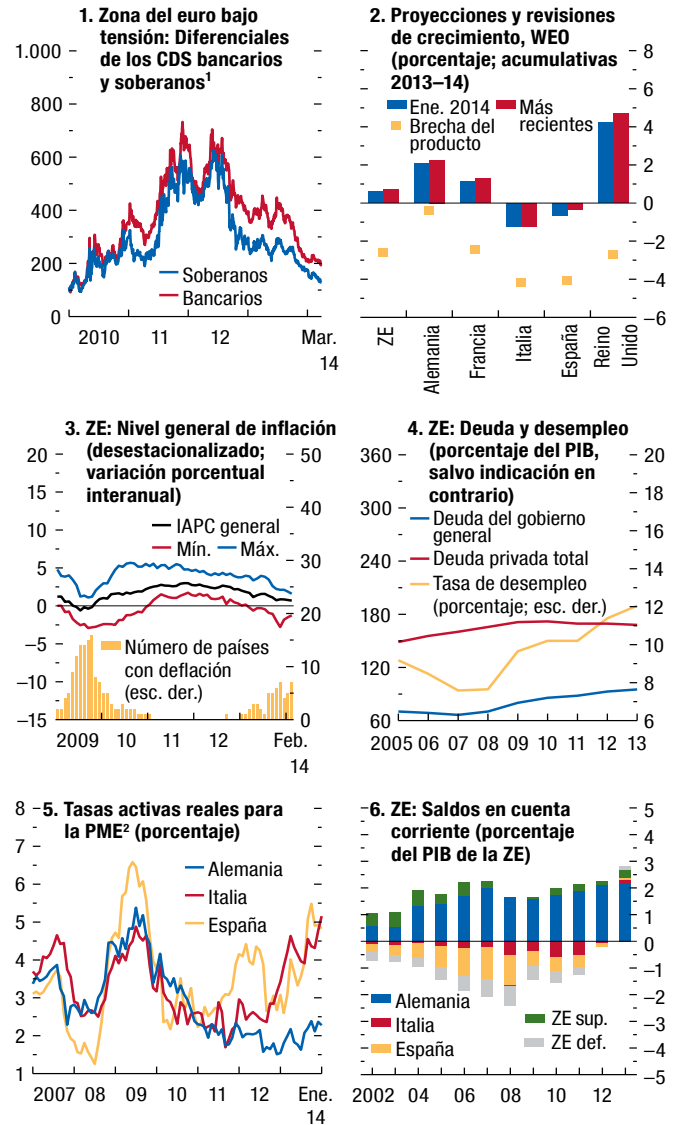 1. Zona del euro bajo
tensión: Diferenciales
de los CDS bancarios
y soberanos¹
1.000
800
600
400
200
0
Soberanos
Bancarios
2010 11 12 Mar.
14
2. Proyecciones y revisiones
de crecimiento, WEO
(porcentaje; acumulativas
2013–14)
Ene. 2014
Más
recientes
Brecha del
producto
8
6
4
2
0
−2
−4
−6
ZE
Alemania
Francia
Italia
España
Reino
Unido
3. ZE: Nivel general de inflación
(desestacionalizado;
variación porcentual
interanual)
20
15
10
5
0
−5
−10
−15
50
40
30
20
10
0
IAPC general
Mín. Máx.
Número de países
con deflación
(esc. der.)
2009 10 11 12 Feb.
14
4. ZE: Deuda y desempleo
(porcentaje del PIB,
salvo indicación en
contrario)
360
300
240
180
120
60
20
18
16
14
12
10
8
6
Deuda del gobierno
general
Deuda privada total
Tasa de desempleo
(porcentaje; esc. der.)
2005 06 07 08 09 10 11 12 13
5. Tasas activas reales para
la PME² (porcentaje)
8
7
6
5
4
3
2
1
Alemania
Italia
España
2007 08 09 10 11 12 Ene.
14
6. ZE: Saldos en cuenta
corriente (porcentaje
del PIB de la ZE)
5
4
3
2
1
0
−1
−2
−3
−4
−5
Alemania
Italia
España
ZE sup.
ZE def.
2002 04 06 08 10 12